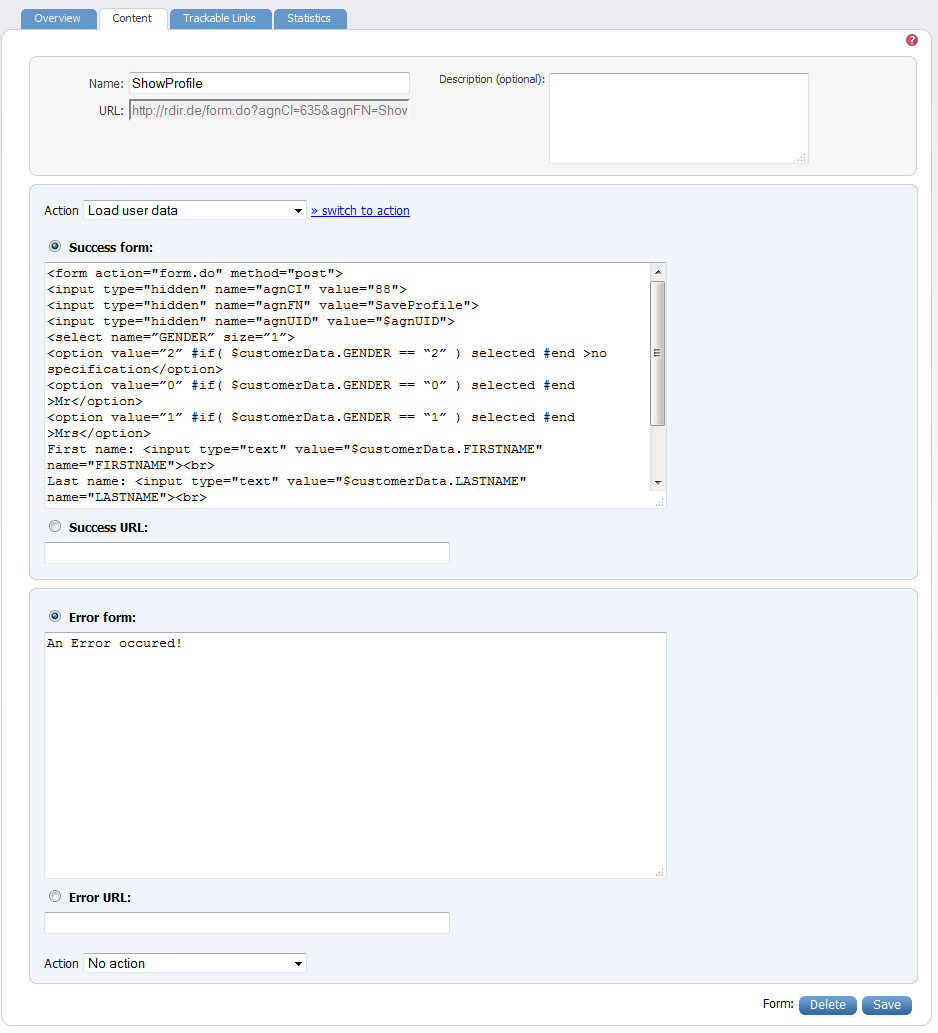 Overview Content Trackable Links Statistics
?
Name: ShowProfile
Description (optional):
URL: http://rdir.de/form.do?agnCI=635&agnFN=Show
Action Load user data » switch to action
Success form:
<form action="form.do" method="post">
<input type="hidden" name="agnCI" value="88">
<input type="hidden" name="agnFN" value="SaveProfile">
<input type="hidden" name="agnUID" value="$agnUID">
<select name=”GENDER” size=”1”>
<option value=”2” #if( $customerData.GENDER == “2” ) selected #end >no
specification</option>
<option value=”0” #if( $customerData.GENDER == “0” ) selected #end
>Mr</option>
<option value=”1” #if( $customerData.GENDER == “1” ) selected #end
>Mrs</option>
First name: <input type="text" value="$customerData.FIRSTNAME"
name="FIRSTNAME"><br>
Last name: <input type="text" value="$customerData.LASTNAME"
name="LASTNAME"><br>
Success URL:
Error form:
An Error occured!
Error URL:
Action No action
Form: Delete Save